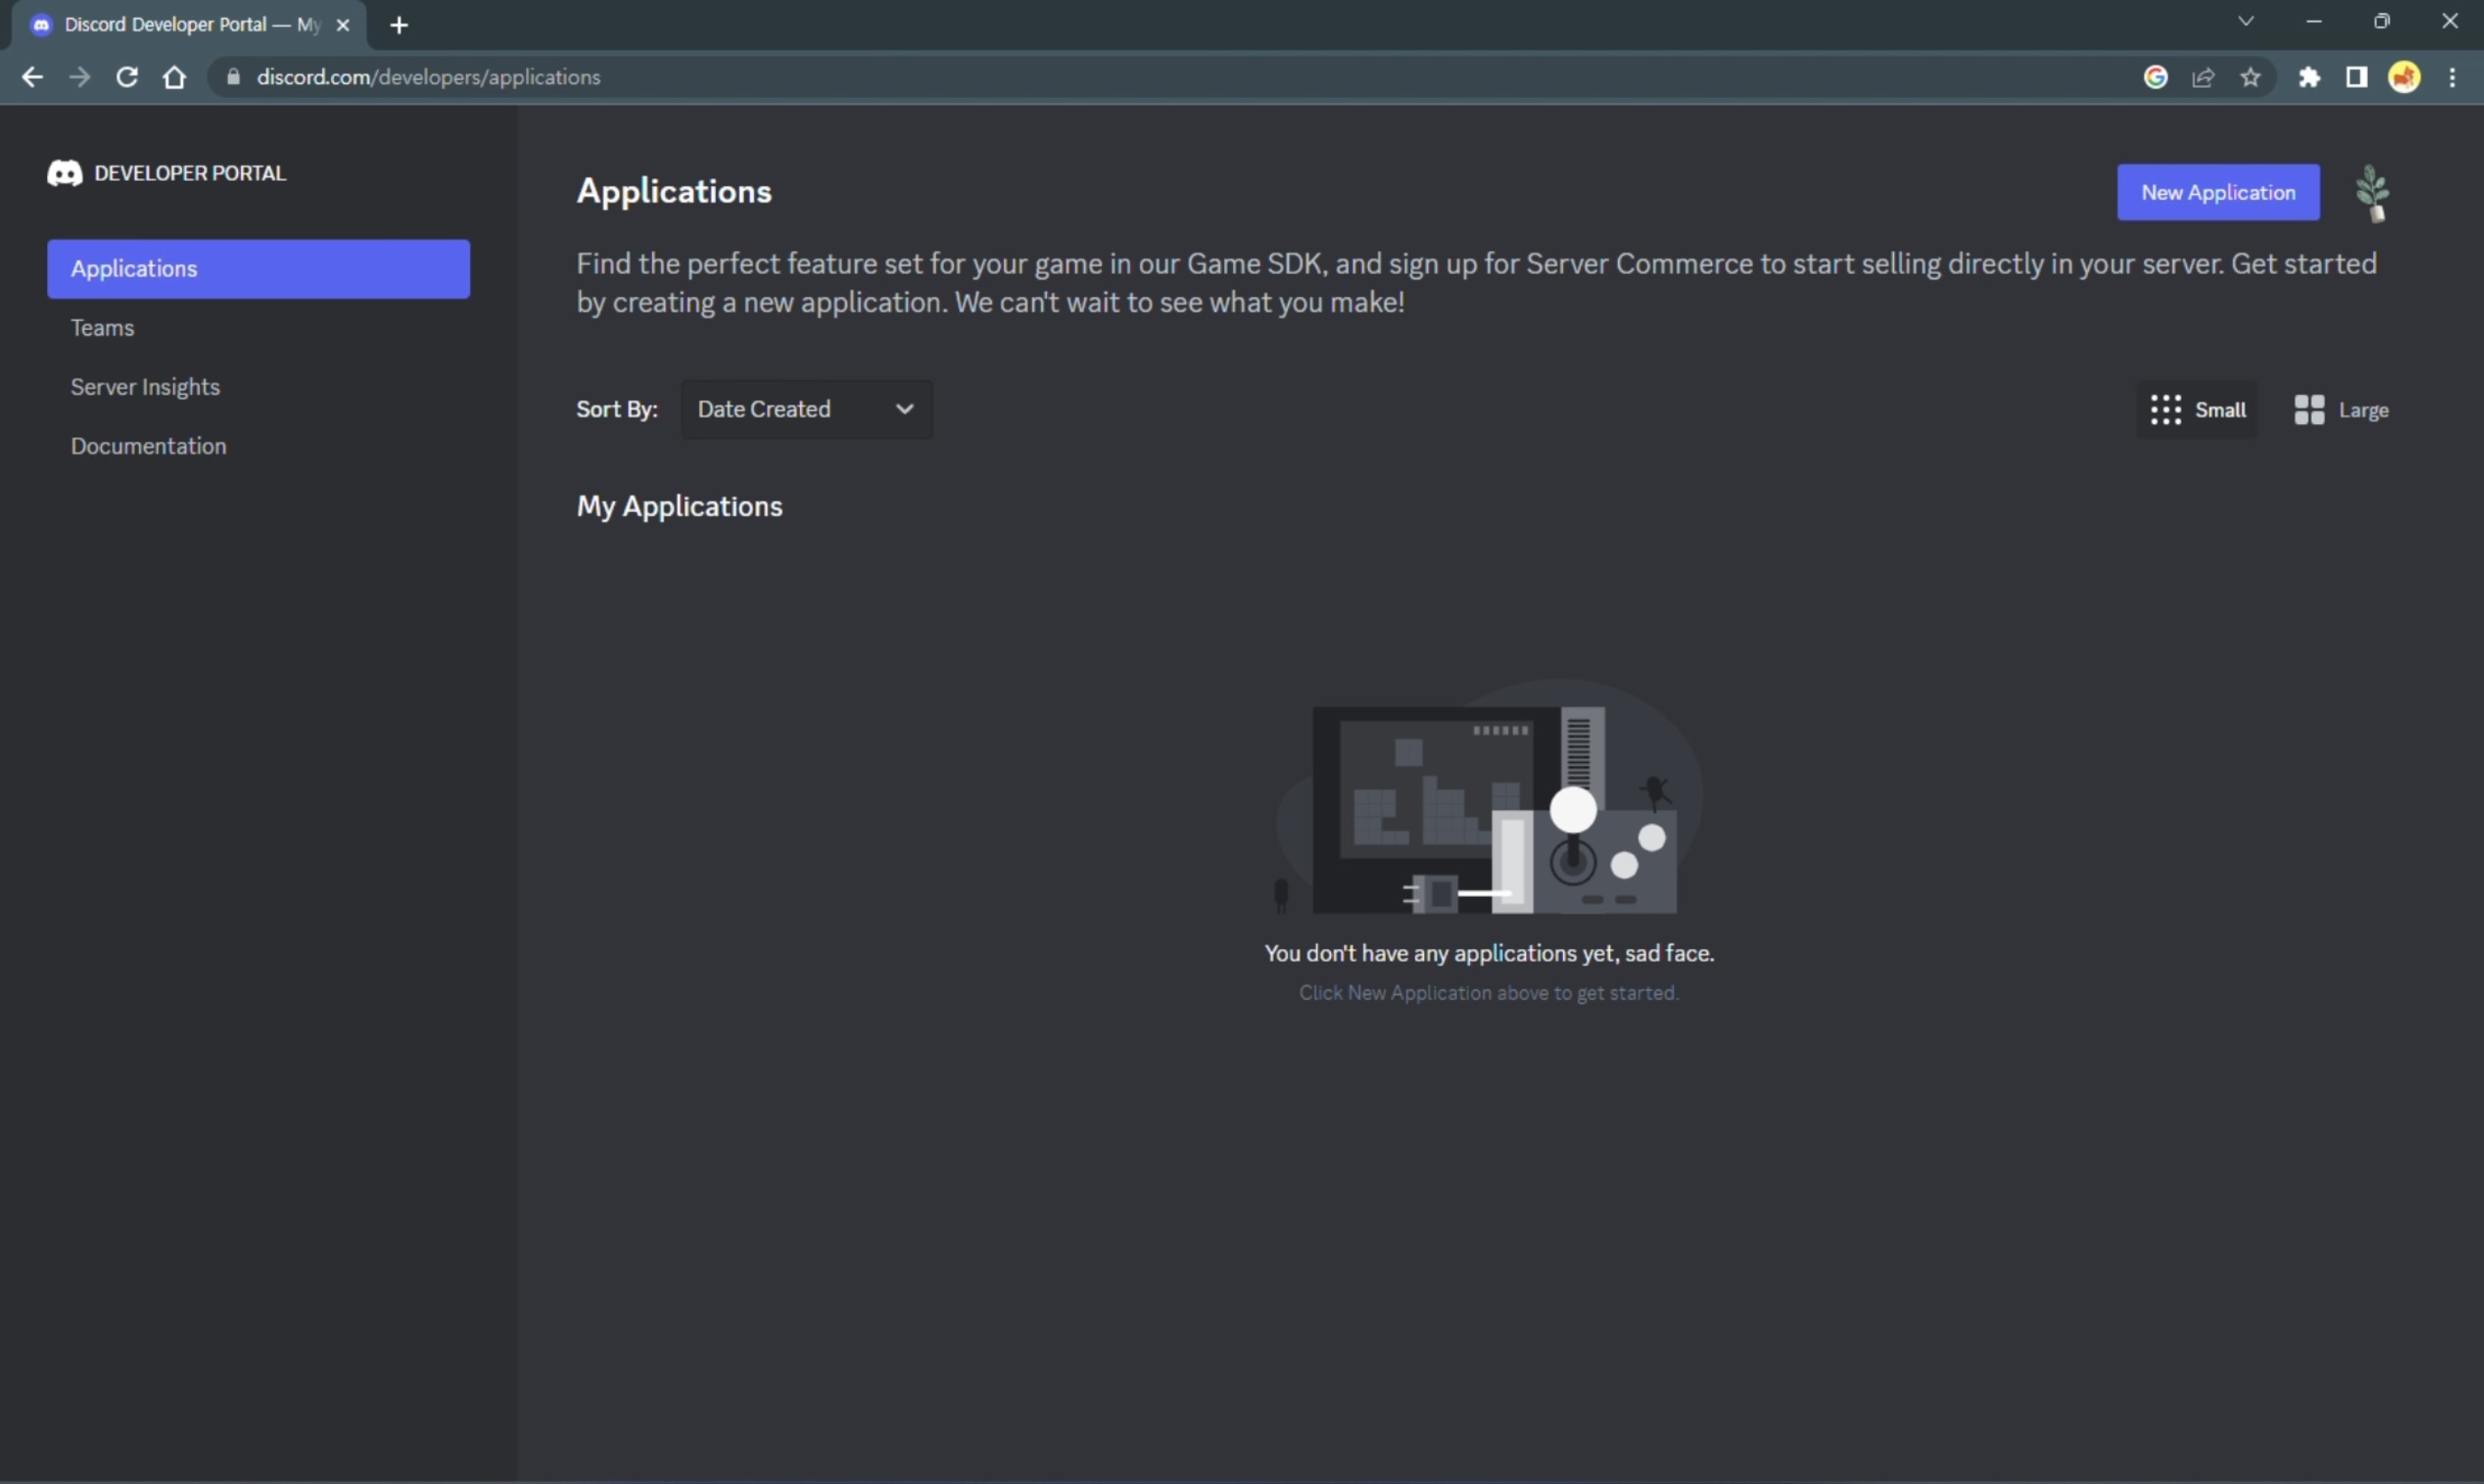 Discord Developer Portal — My
discord.com/developers/applications
DEVELOPER PORTAL
Applications
Teams
Server Insights
Documentation
Applications
New Application
Find the perfect feature set for your game in our Game SDK, and sign up for Server Commerce to start selling directly in your server. Get started
by creating a new application. We can't wait to see what you make!
Sort By:
Date Created
Small
Large
My Applications
You don't have any applications yet, sad face.
Click New Application above to get started.